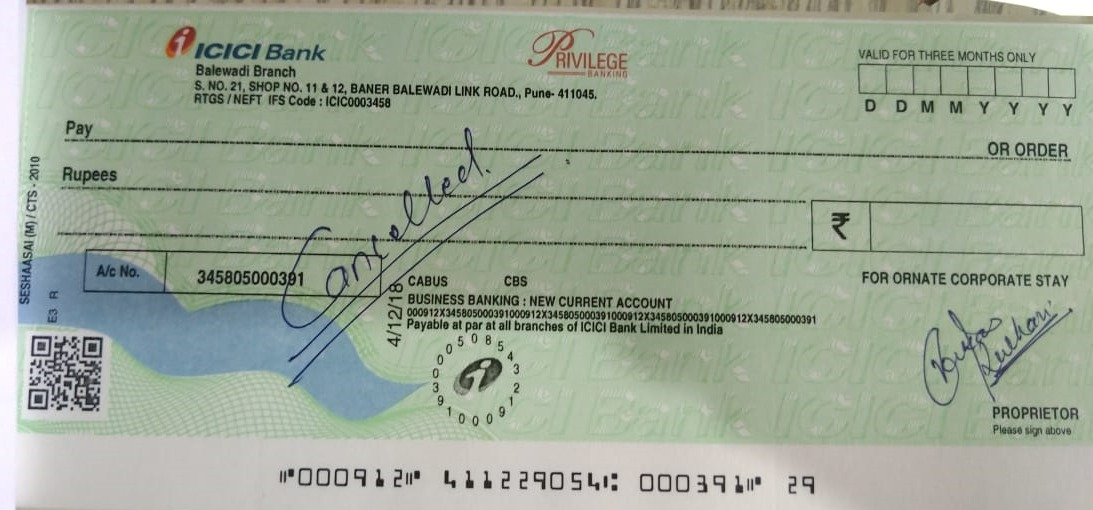 ICICI Bank
PRIVILEGE
BANKING
Balewadi Branch
S. NO. 21, SHOP NO. 11 & 12, BANER BALEWADI LINK ROAD., Pune- 411045.
RTGS / NEFT IFS Code : ICIC0003458
VALID FOR THREE MONTHS ONLY
D D M M Y Y Y Y
Pay
OR ORDER
Rupees
₹
Cancelled.
A/c No. 345805000391
CABUS CBS
BUSINESS BANKING : NEW CURRENT ACCOUNT
000912X345805000391000912X345805000391000912X345805000391
Payable at par at all branches of ICICI Bank Limited in India
4/12/18
FOR ORNATE CORPORATE STAY
PROPRIETOR
Please sign above
SESHAASAI (M) / CTS - 2010
E3 R
⑈000912⑈ 411229054⑆ 000391⑈ 29